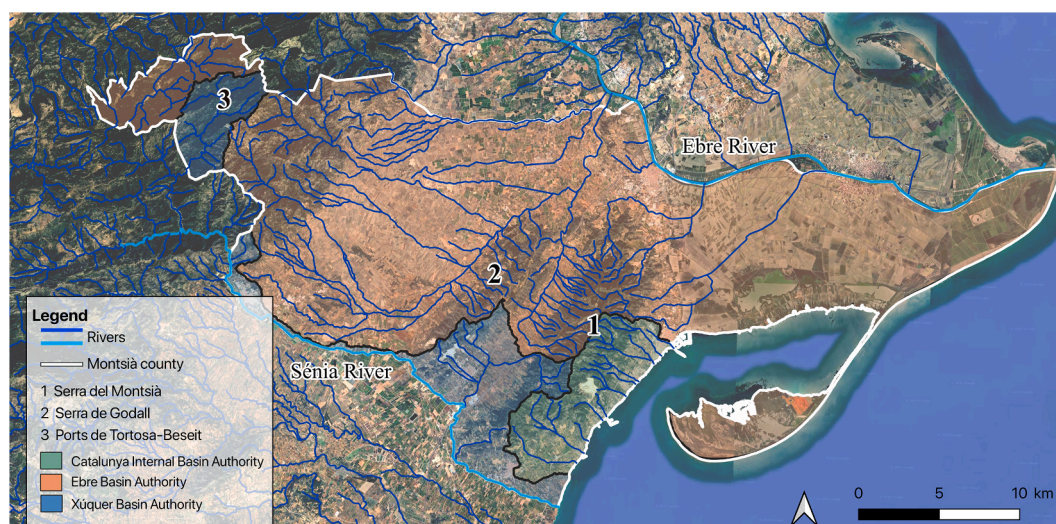 3
Ebre River
2
1
Sénia River
Legend
Rivers
Montsià county
1 Serra del Montsià
2 Serra de Godall
3 Ports de Tortosa-Beseit
Catalunya Internal Basin Authority
Ebre Basin Authority
Xúquer Basin Authority
0 5 10 km